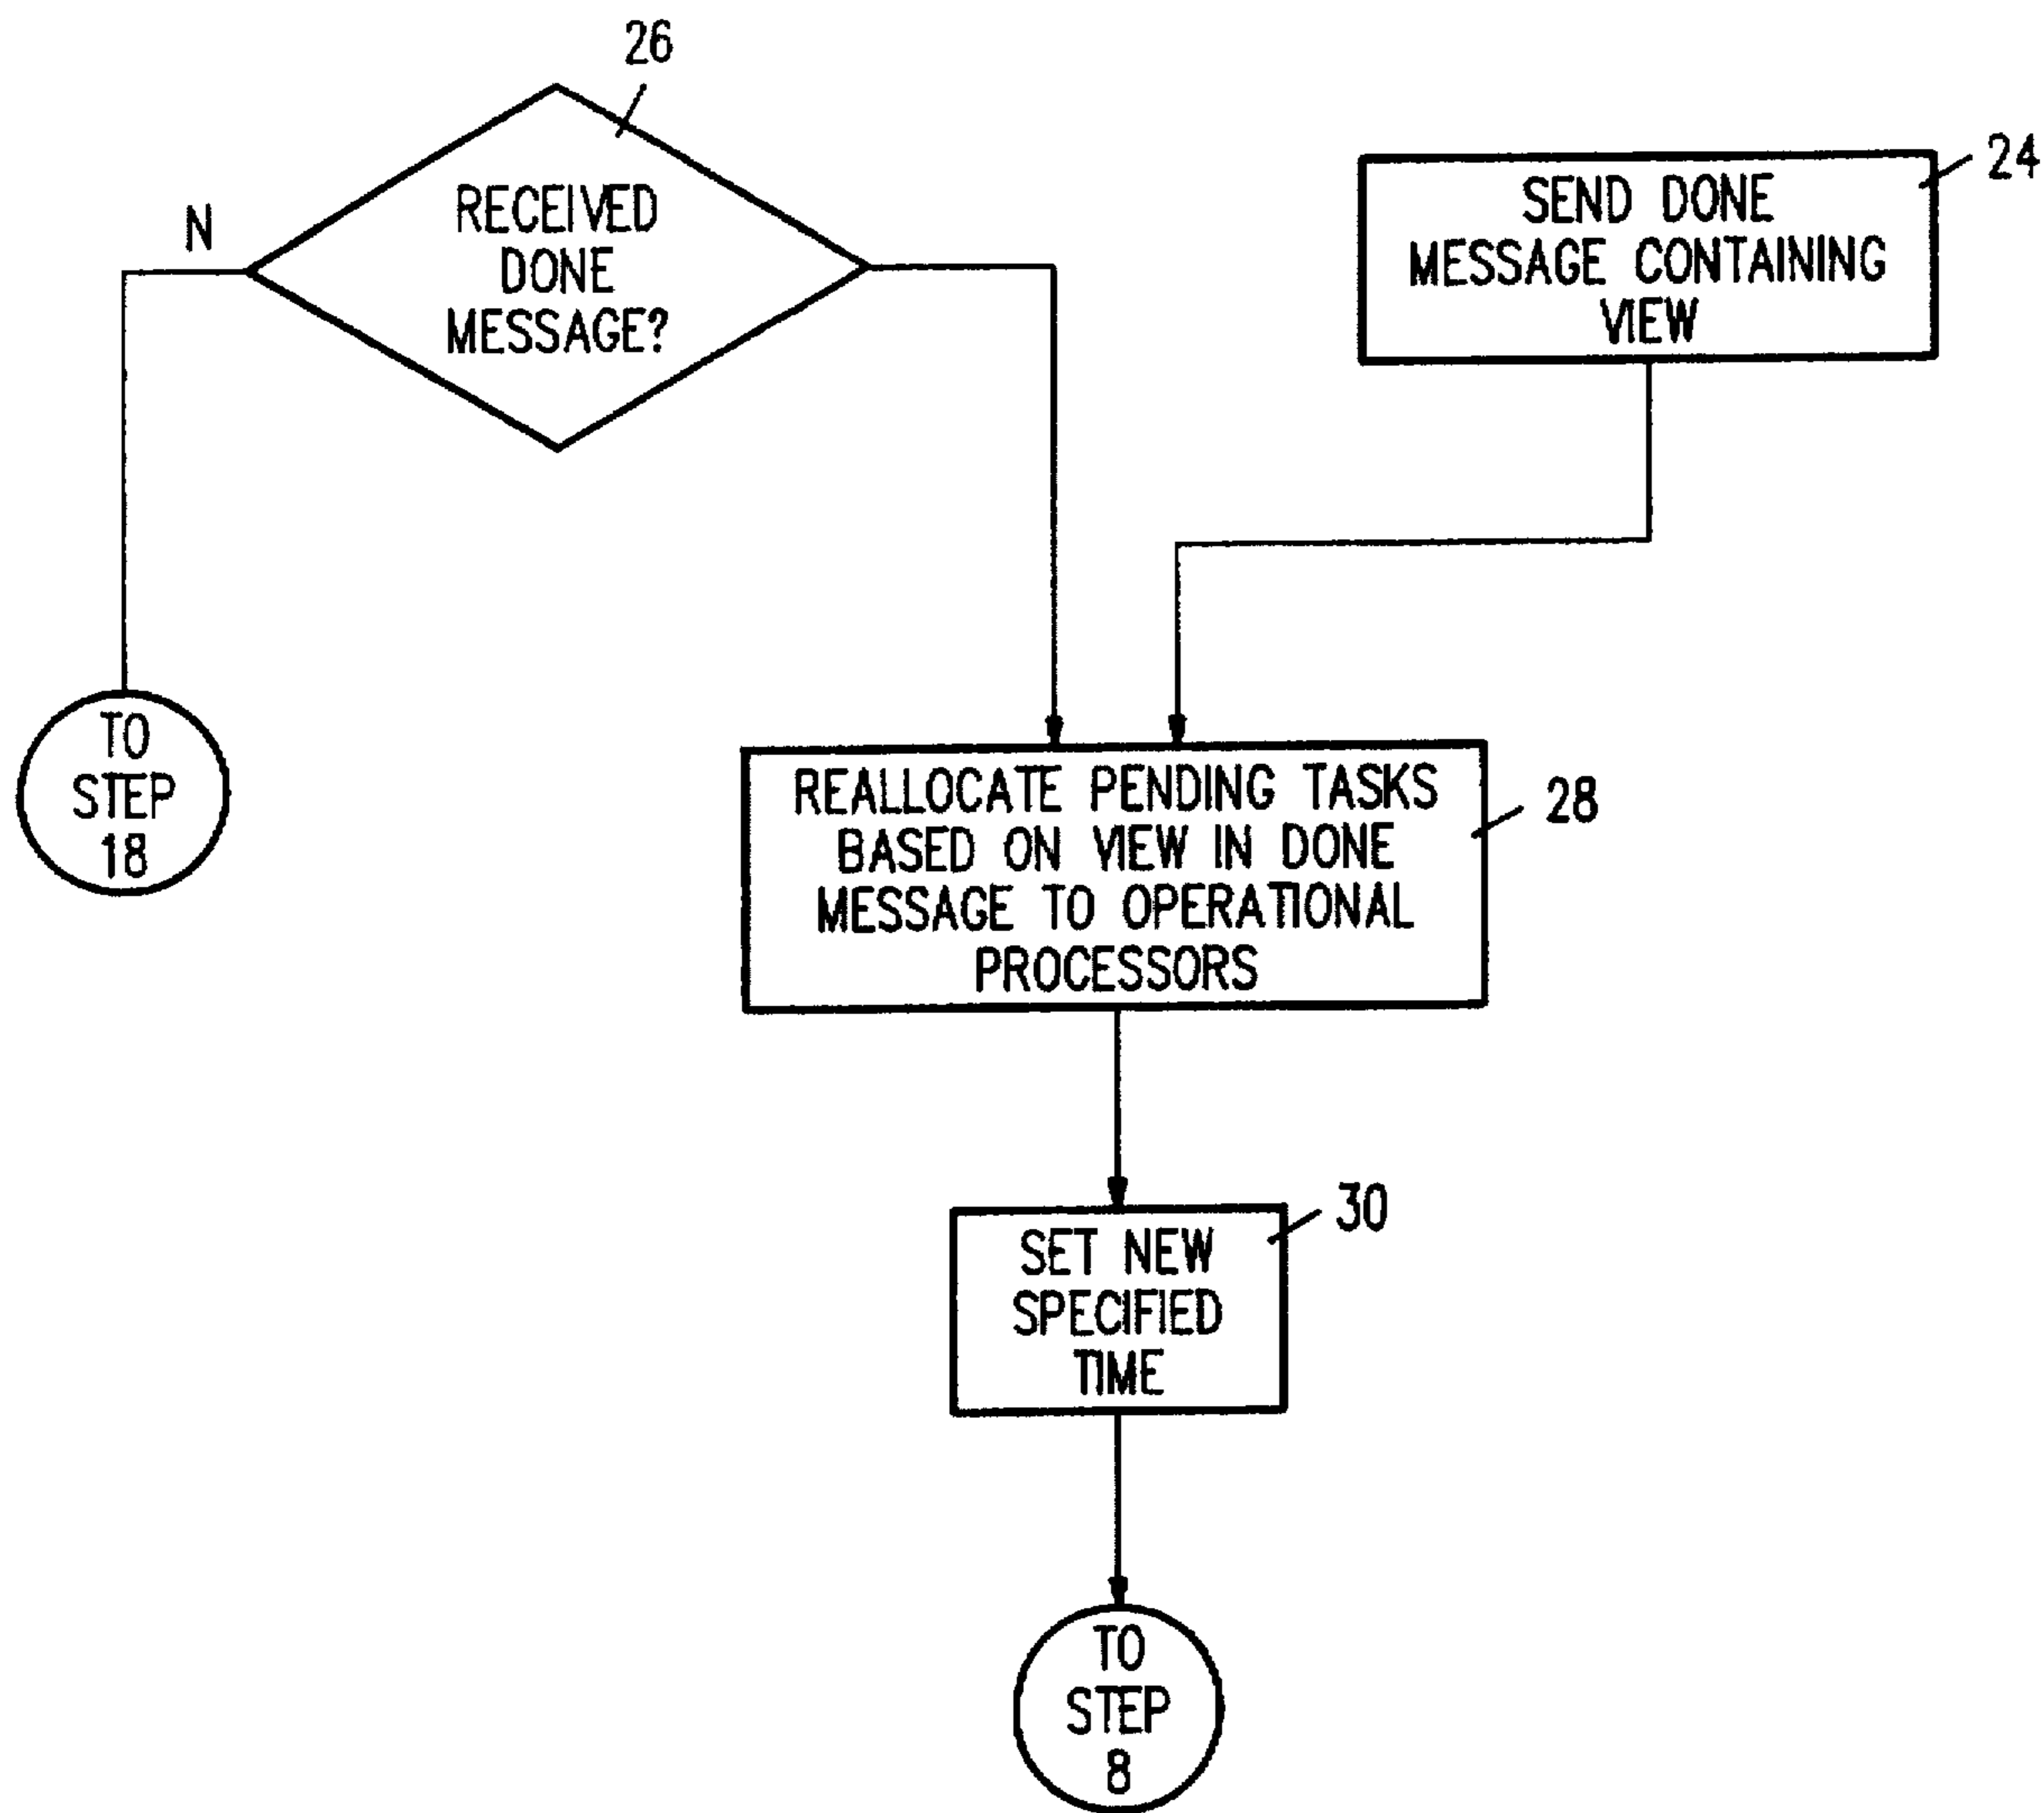 26
N
RECEIVED
DONE
MESSAGE?
24
SEND DONE
MESSAGE CONTAINING
VIEW
TO
STEP
18
REALLOCATE PENDING TASKS
BASED ON VIEW IN DONE
MESSAGE TO OPERATIONAL
PROCESSORS
28
SET NEW
SPECIFIED
TIME
30
TO
STEP
8